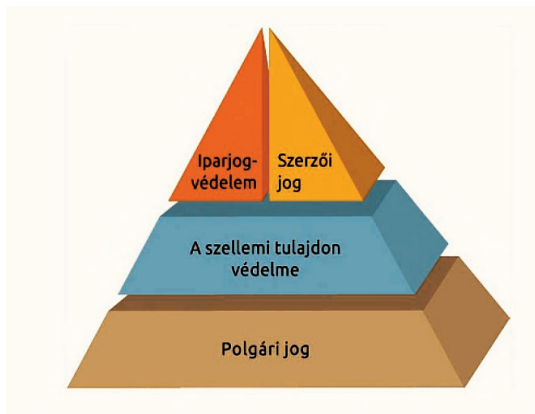 Iparjog-
védelem
Szerzői
jog
A szellemi tulajdon
védelme
Polgári jog